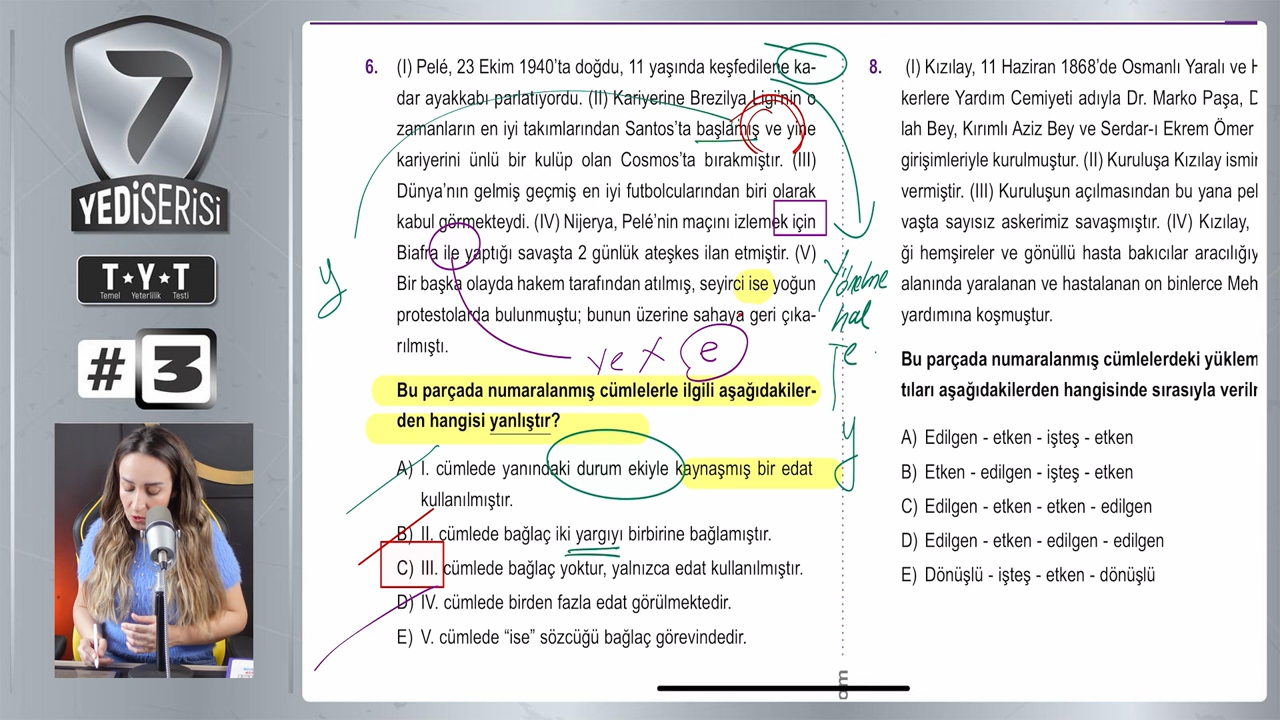 7
YEDiSERiSi
T★Y★T
Temel Yeterlilik Testi
# 3
6. (I) Pelé, 23 Ekim 1940’ta doğdu, 11 yaşında keşfedilene ka-
dar ayakkabı parlatıyordu. (II) Kariyerine Brezilya Ligi’nin o
zamanların en iyi takımlarından Santos’ta başlamış ve yine
kariyerini ünlü bir kulüp olan Cosmos’ta bırakmıştır. (III)
Dünya’nın gelmiş geçmiş en iyi futbolcularından biri olarak
kabul görmekteydi. (IV) Nijerya, Pelé’nin maçını izlemek için
Biafra ile yaptığı savaşta 2 günlük ateşkes ilan etmiştir. (V)
Bir başka olayda hakem tarafından atılmış, seyirci ise yoğun
protestolarda bulunmuştu; bunun üzerine sahaya geri çıka-
rılmıştı.
y
ve x e
Yönelme
hal
Te
y
Bu parçada numaralanmış cümlelerle ilgili aşağıdakiler-
den hangisi yanlıştır?
A) I. cümlede yanındaki durum ekiyle kaynaşmış bir edat
kullanılmıştır.
B) II. cümlede bağlaç iki yargıyı birbirine bağlamıştır.
C) III. cümlede bağlaç yoktur, yalnızca edat kullanılmıştır.
D) IV. cümlede birden fazla edat görülmektedir.
E) V. cümlede “ise” sözcüğü bağlaç görevindedir.
8. (I) Kızılay, 11 Haziran 1868’de Osmanlı Yaralı ve H
kerlere Yardım Cemiyeti adıyla Dr. Marko Paşa, D
lah Bey, Kırımlı Aziz Bey ve Serdar-ı Ekrem Ömer
girişimleriyle kurulmuştur. (II) Kuruluşa Kızılay ismin
vermiştir. (III) Kuruluşun açılmasından bu yana pek
vaşta sayısız askerimiz savaşmıştır. (IV) Kızılay,
ği hemşireler ve gönüllü hasta bakıcılar aracılığıy
alanında yaralanan ve hastalanan on binlerce Meh
yardımına koşmuştur.
Bu parçada numaralanmış cümlelerdeki yüklem
tıları aşağıdakilerden hangisinde sırasıyla verilm
A) Edilgen - etken - işteş - etken
B) Etken - edilgen - işteş - etken
C) Edilgen - etken - etken - edilgen
D) Edilgen - etken - edilgen - edilgen
E) Dönüşlü - işteş - etken - dönüşlü
om